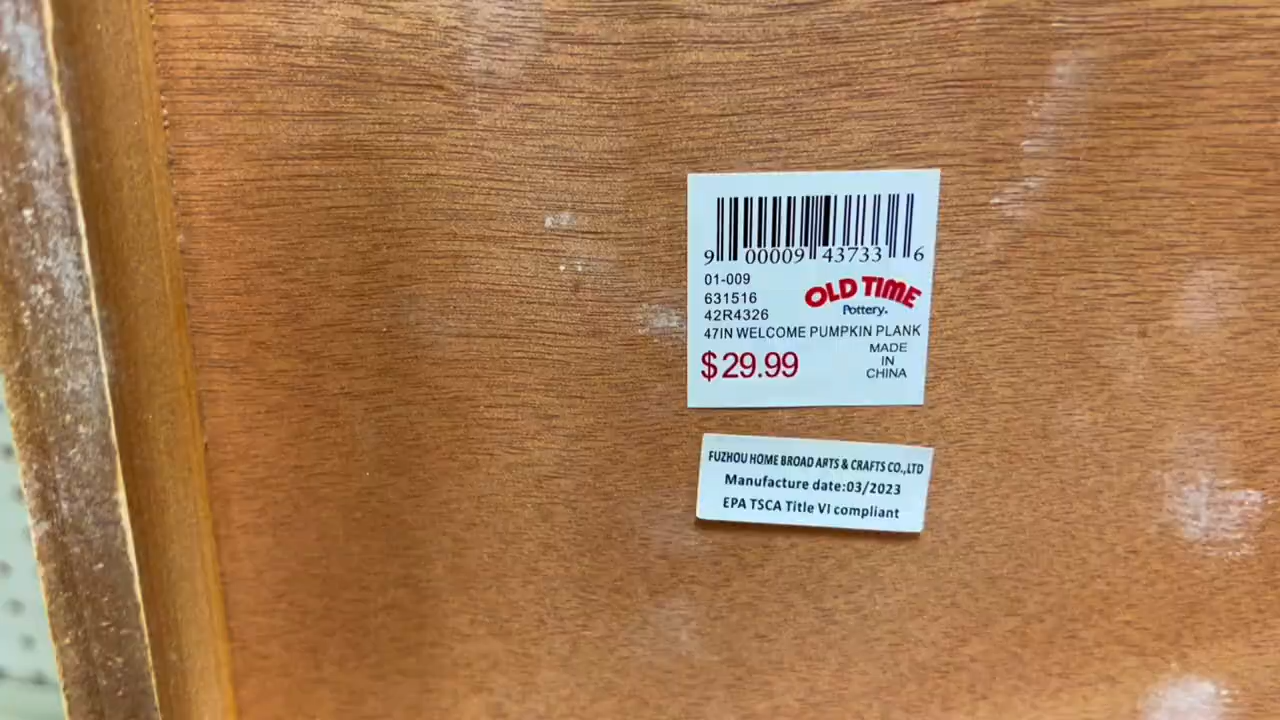 9 00009 43733 6
01-009
631516
42R4326
OLD TIME
Pottery.
47IN WELCOME PUMPKIN PLANK
$29.99
MADE
IN
CHINA
FUZHOU HOME BROAD ARTS & CRAFTS CO.,LTD
Manufacture date:03/2023
EPA TSCA Title VI compliant